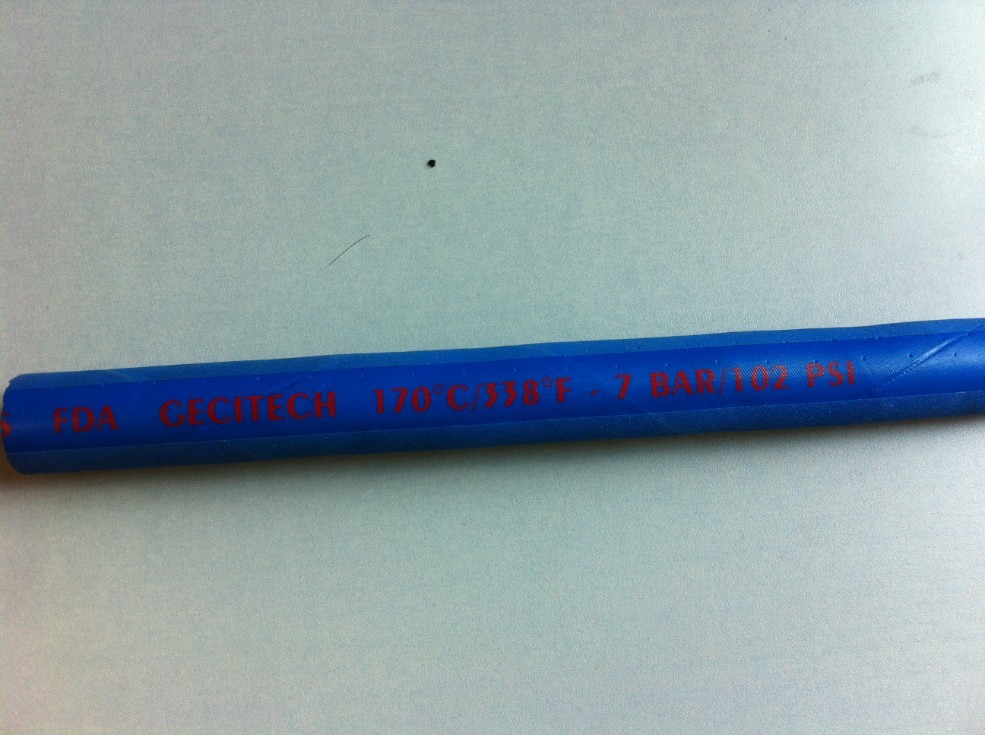 S FDA GECITECH 170°C/338°F - 7 BAR/102 PSI